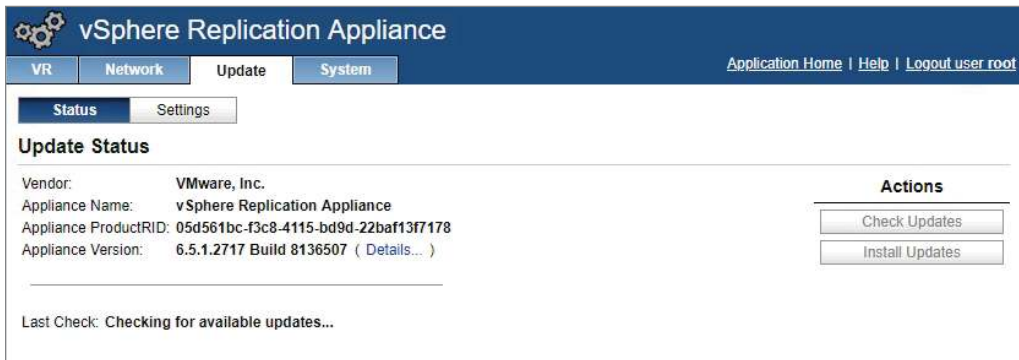 vSphere Replication Appliance
VR Network Update System Application Home | Help | Logout user root
Status Settings
Update Status
Vendor: VMware, Inc. Actions
Appliance Name: vSphere Replication Appliance
Appliance ProductRID: 05d561bc-f3c8-4115-bd9d-22baf13f7178 Check Updates
Appliance Version: 6.5.1.2717 Build 8136507 ( Details... ) Install Updates
Last Check: Checking for available updates...